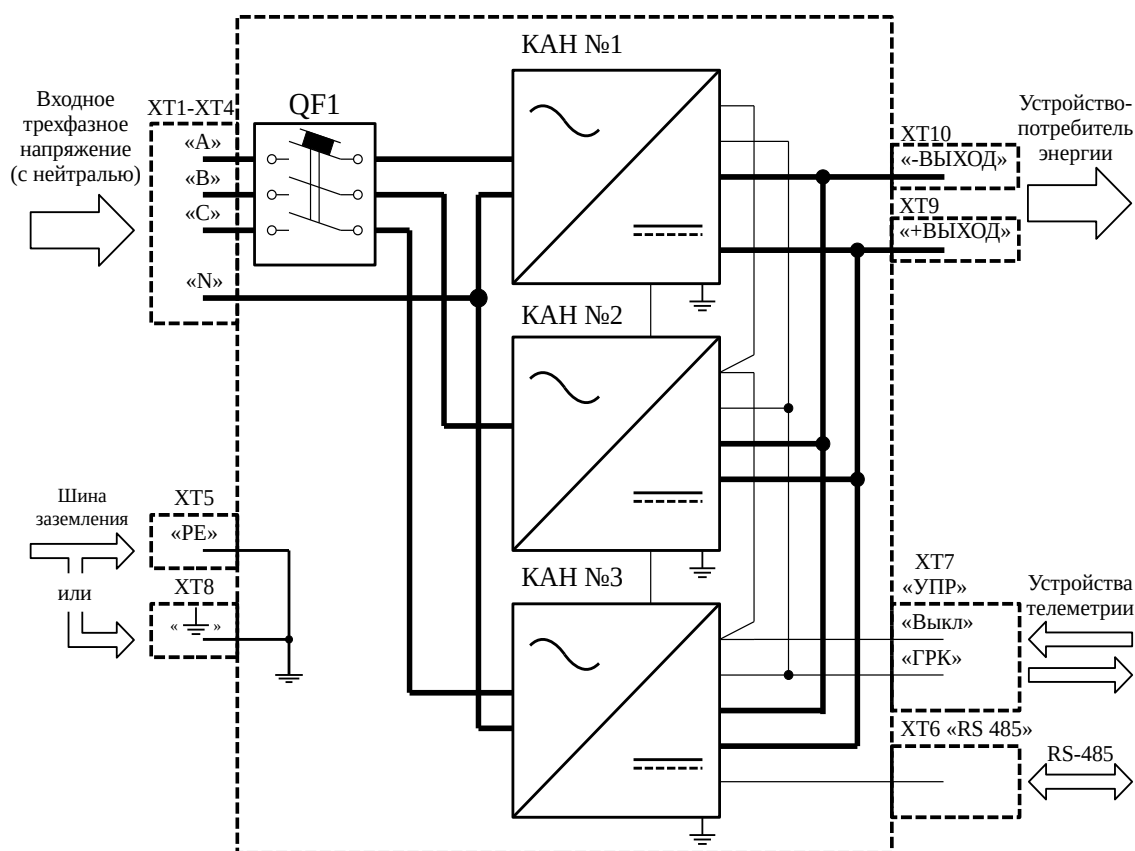 КАН №1
Входное
трехфазное
напряжение
(с нейтралью)
XT1-XT4
QF1
«A»
«B»
«C»
«N»
Устройство-
потребитель
энергии
XT10
«-ВЫХОД»
XT9
«+ВЫХОД»
КАН №2
Шина
заземления
или
XT5
«PE»
XT8
« »
КАН №3
XT7
«УПР»
«Выкл»
«ГРК»
Устройства
телеметрии
XT6 «RS 485»
RS-485